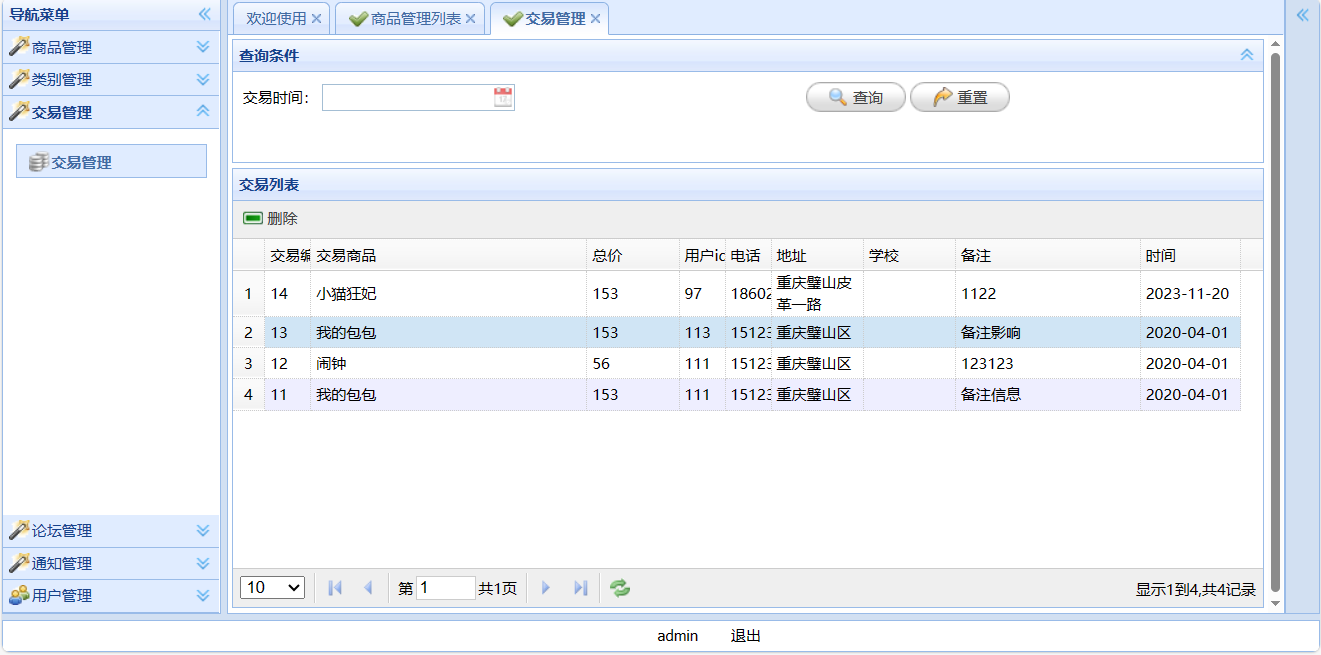 导航菜单
商品管理
类别管理
交易管理
交易管理
论坛管理
通知管理
用户管理
欢迎使用 商品管理列表 交易管理
查询条件
交易时间： 查询 重置
交易列表
删除
交易编 交易商品 总价 用户id 电话 地址 学校 备注 时间
1 14 小猫狂妃 153 97 18602 重庆璧山皮 1122 2023-11-20
革一路
2 13 我的包包 153 113 15123 重庆璧山区 备注影响 2020-04-01
3 12 闹钟 56 111 15123 重庆璧山区 123123 2020-04-01
4 11 我的包包 153 111 15123 重庆璧山区 备注信息 2020-04-01
10 第 1 共1页 显示1到4,共4记录
admin 退出